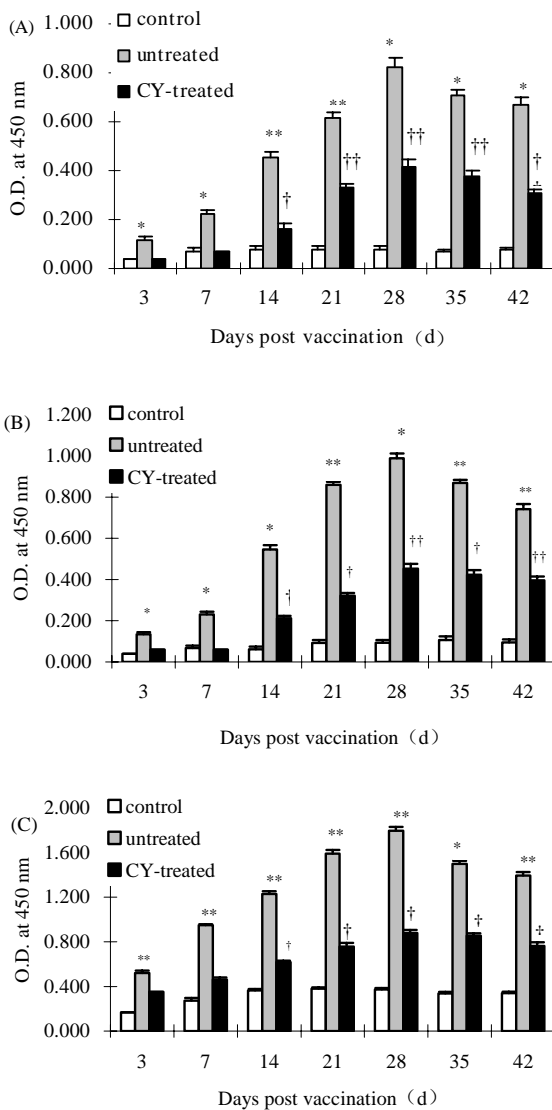 (A)
1.000
control
*
untreated
0.800
*
*
CY-treated
**
0.600
**
††
††
0.400
†
†
*
*
0.200
0.000
O.D. at 450 nm
3 7 14 21 28 35 42
Days post vaccination（d）
(B)
1.200
control
*
1.000
untreated
**
**
CY-treated
**
0.800
*
0.600
††
†
††
0.400
*
†
*
0.200
0.000
O.D. at 450 nm
3 7 14 21 28 35 42
Days post vaccination（d）
(C)
2.000
control
**
untreated
**
1.600
*
**
CY-treated
**
1.200
**
†
†
†
0.800
†
**
0.400
0.000
O.D. at 450 nm
3 7 14 21 28 35 42
Days post vaccination（d）